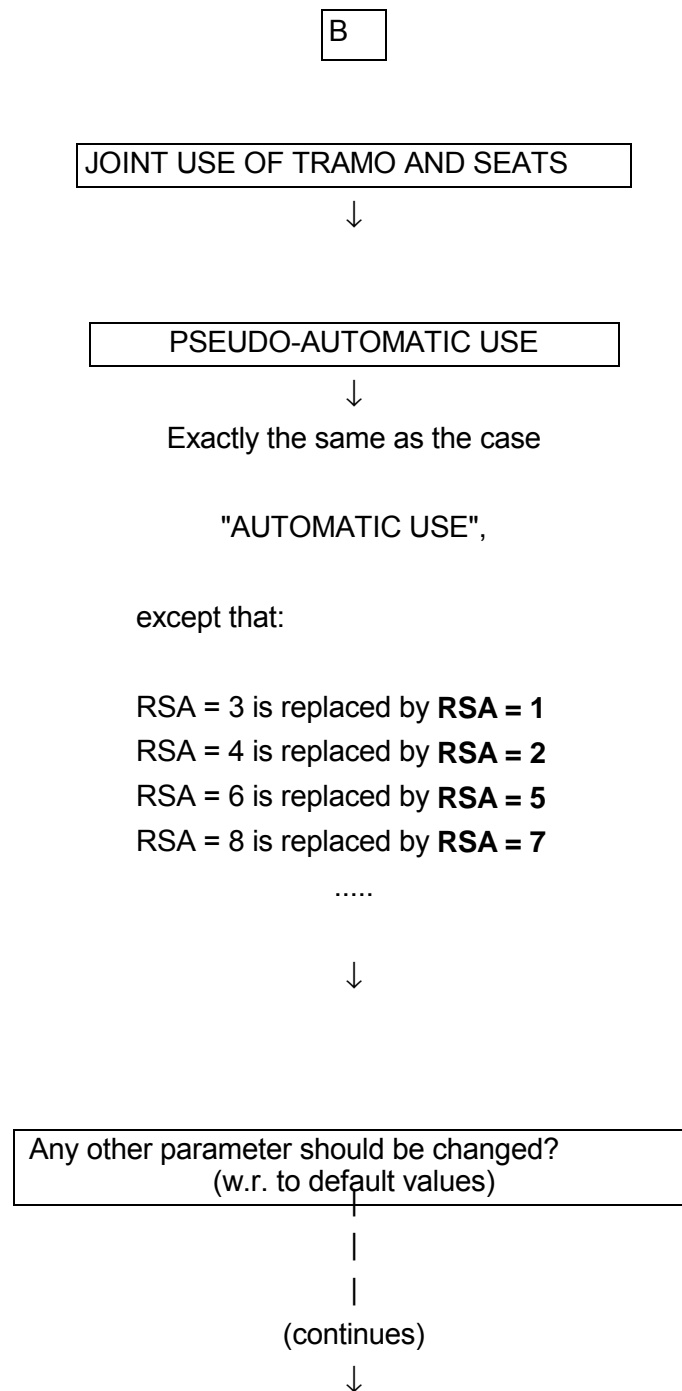 B
JOINT USE OF TRAMO AND SEATS
↓
PSEUDO-AUTOMATIC USE
↓
Exactly the same as the case
"AUTOMATIC USE",
except that:
RSA = 3 is replaced by RSA = 1
RSA = 4 is replaced by RSA = 2
RSA = 6 is replaced by RSA = 5
RSA = 8 is replaced by RSA = 7
.....
↓
Any other parameter should be changed?
(w.r. to default values)
|
|
|
(continues)
↓